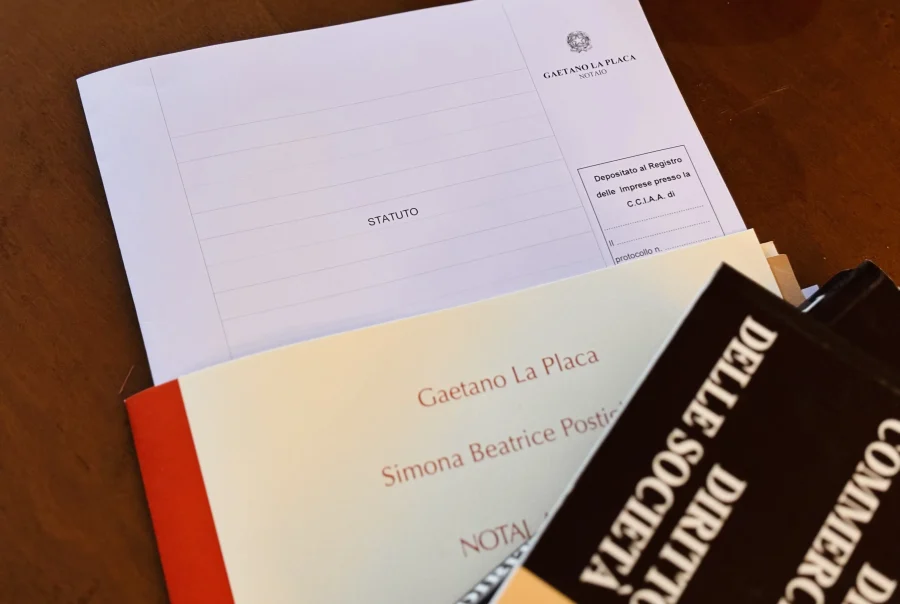 GAETANO LA PLACA
NOTAIO
Depositato al Registro
delle Imprese presso la
C.C.I.A.A. di
Il
protocollo n.
STATUTO
Gaetano La Placa
Simona Beatrice
DELLE SOCIETÀ
DIRITTO